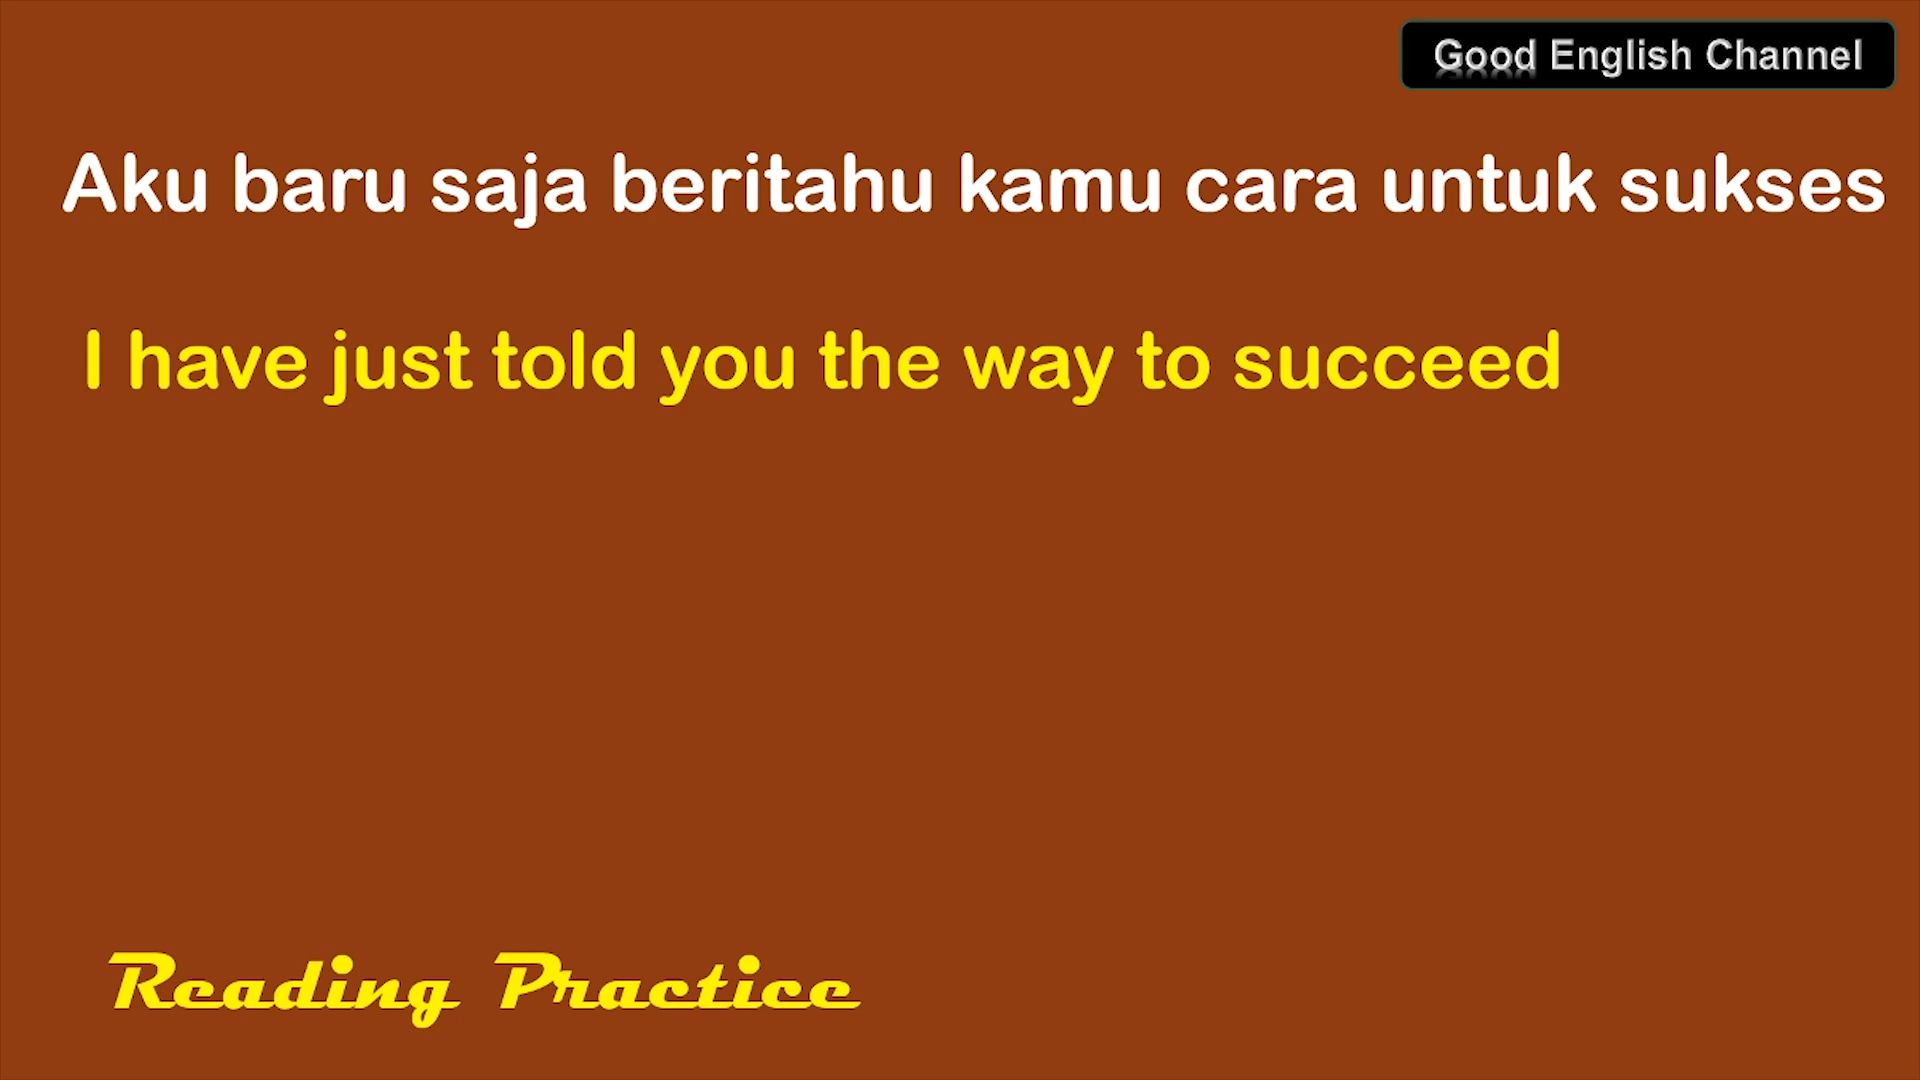 Good English Channel
Aku baru saja beritahu kamu cara untuk sukses
I have just told you the way to succeed
Reading Practice